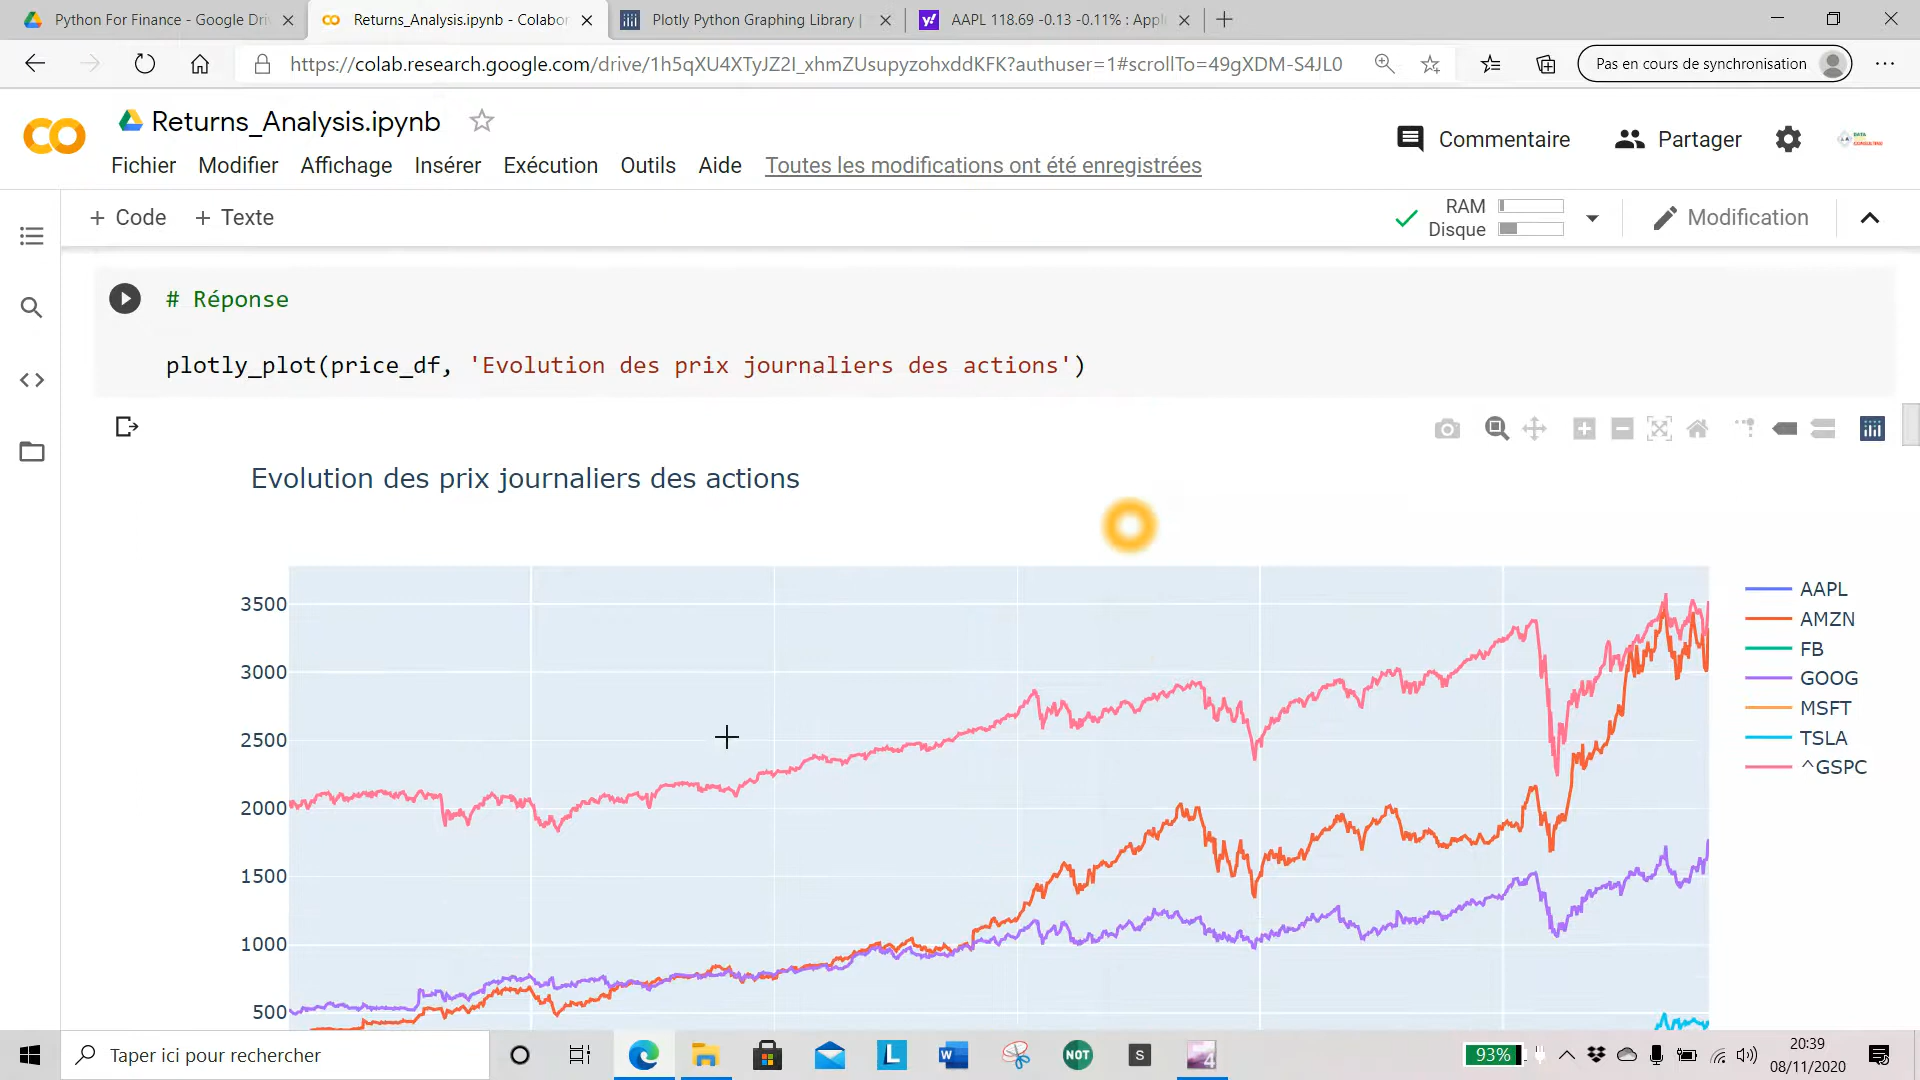 Python For Finance - Google Dri
Returns_Analysis.ipynb - Colabor
Plotly Python Graphing Library |
AAPL 118.69 -0.13 -0.11% : Appl
https://colab.research.google.com/drive/1h5qXU4XTyJZ2I_xhmZUsupyzohxddKFK?authuser=1#scrollTo=49gXDM-S4JL0
Pas en cours de synchronisation
Returns_Analysis.ipynb
Commentaire
Partager
Fichier Modifier Affichage Insérer Exécution Outils Aide Toutes les modifications ont été enregistrées
+ Code + Texte
RAM
Disque
Modification
# Réponse
plotly_plot(price_df, 'Evolution des prix journaliers des actions')
Evolution des prix journaliers des actions
3500
3000
2500
2000
1500
1000
500
AAPL
AMZN
FB
GOOG
MSFT
TSLA
^GSPC
Taper ici pour rechercher
93%
20:39
08/11/2020